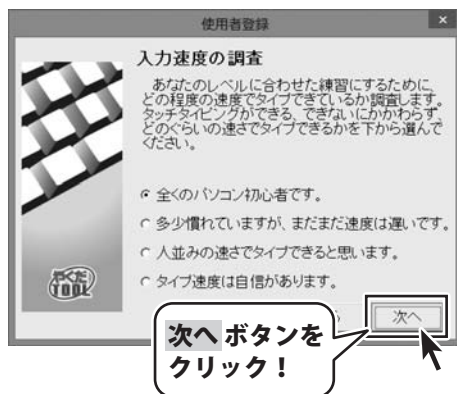 使用者登録
入力速度の調査
あなたのレベルに合わせた練習にするために、
どの程度の速度でタイプできているか調査します。
タッチタイピングができる、できないにかかわらず、
どのぐらいの速さでタイプできるかを下から選んで
ください。
全くのパソコン初心者です。
多少慣れていますが、まだまだ速度は遅いです。
人並みの速さでタイプできると思います。
タイプ速度は自信があります。
やくだち
TOOL
次へ
次へ ボタンを
クリック！